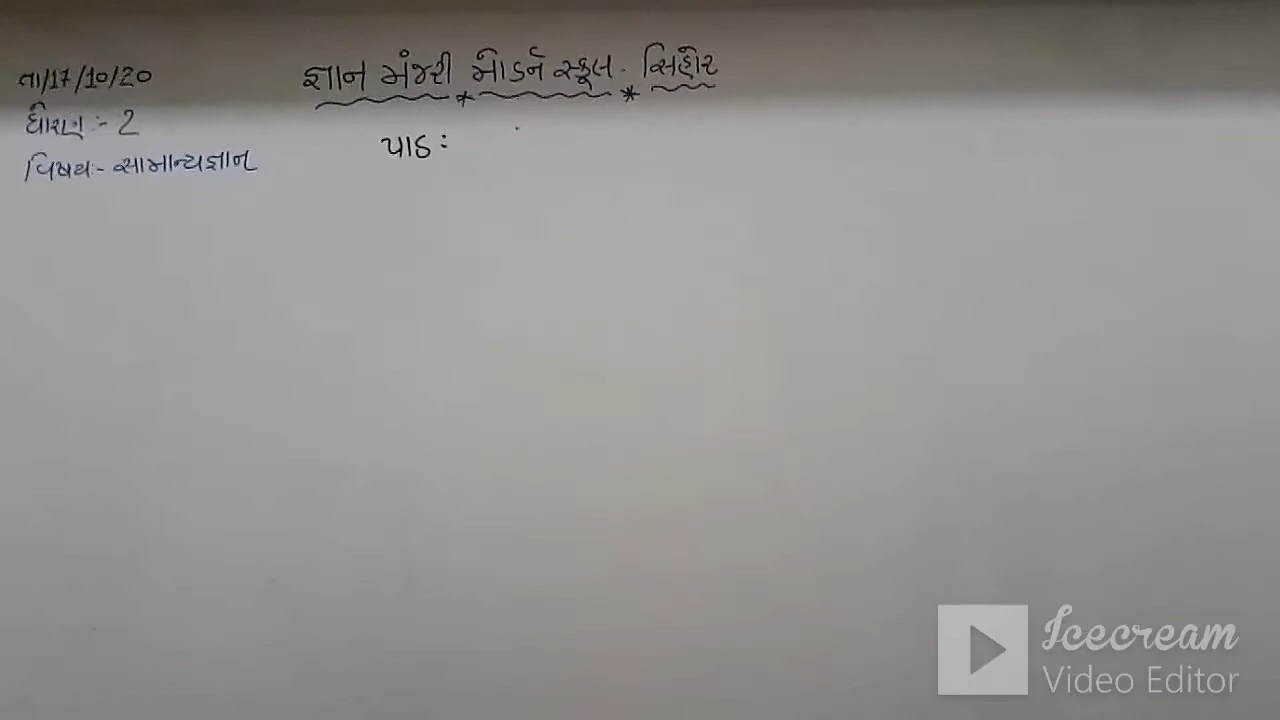 તા/17/10/20
જ્ઞાન મંજરી મોડર્ન સ્કૂલ. સિહોર
ધોરણ :- 2
પાઠ :
વિષય:- સામાન્યજ્ઞાન
Icecream
Video Editor